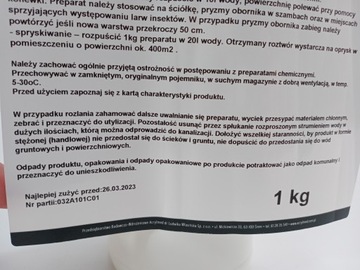 konewki. Preparat należy stosować na ściółkę, pryzmy obornika w szambach oraz w miejscach
sprzyjających występowaniu larw insektów. W przypadku pryzmy obornika zabieg należy
powtórzyć jeśli nowa warstwa przekroczy 50 cm.
- spryskiwanie – rozpuścić 1kg preparatu w 20l wody. Otrzymany roztwór wystarcza na oprysk w
pomieszczeniu o powierzchni ok. 400m2 .
Należy zachować ogólnie przyjętą ostrożność w postępowaniu z preparatami chemicznymi.
Przechowywać w zamkniętym, oryginalnym pojemniku, w suchym magazynie z dobrą wentylacją, w temp.
5-30oC.
Przed użyciem zapoznaj się z kartą charakterystyki produktu.
W przypadku rozlania zahamować dalsze uwalnianie się preparatu, wyciek przesypać materiałem chłonnym,
zebrać i przeznaczyć do utylizacji. Pozostałość usunąć przez spłukanie rozproszonym strumieniem wody w
dużych ilościach, którą można odprowadzić do kanalizacji. Dołożyć wszelkiej staranności, by produkt w formie
stężonej (handlowej) nie przedostał się do ścieków i gruntu, nie dopuścić do przedostania się do wód
gruntowych i powierzchniowych.
Odpady produktu, opakowania i odpady opakowaniowe po produkcie potraktować jako odpad komunalny i
przeznaczyć do unieszkodliwienia.
Najlepiej zużyć przed:26.03.2023
Nr partii:032A101C01
1 kg